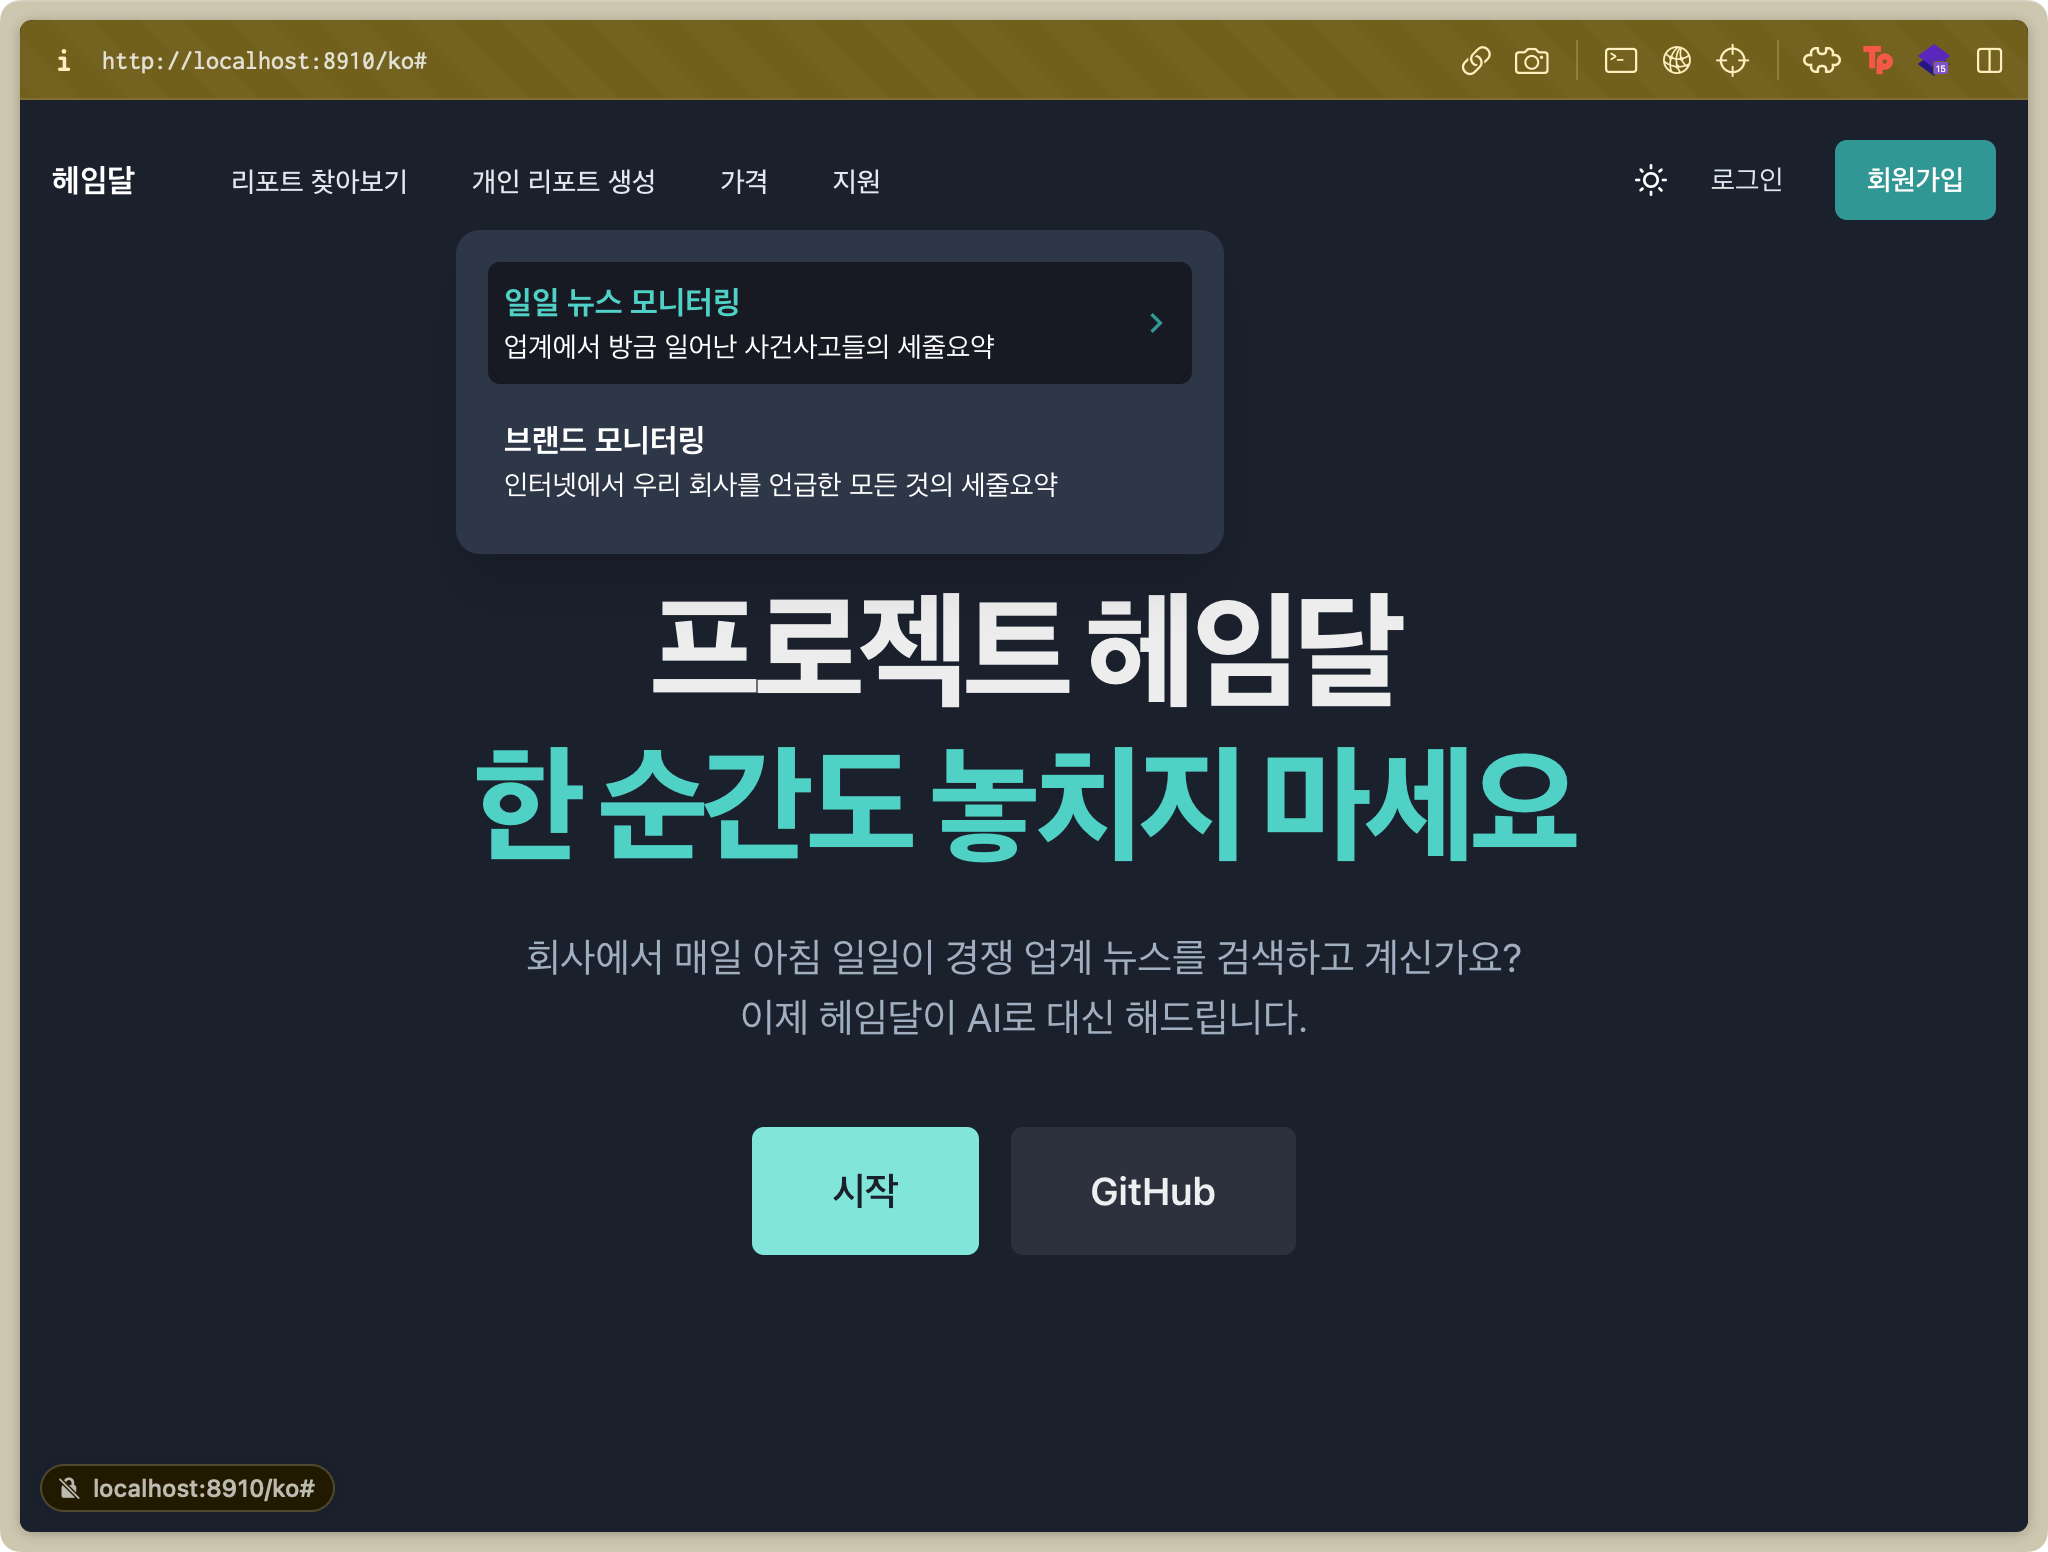 http://localhost:8910/ko#
Tp
15
헤임달
리포트 찾아보기
개인 리포트 생성
가격
지원
로그인
회원가입
일일 뉴스 모니터링
업계에서 방금 일어난 사건사고들의 세줄요약
브랜드 모니터링
인터넷에서 우리 회사를 언급한 모든 것의 세줄요약
프로젝트 헤임달
한 순간도 놓치지 마세요
회사에서 매일 아침 일일이 경쟁 업계 뉴스를 검색하고 계신가요?
이제 헤임달이 AI로 대신 해드립니다.
시작
GitHub
localhost:8910/ko#